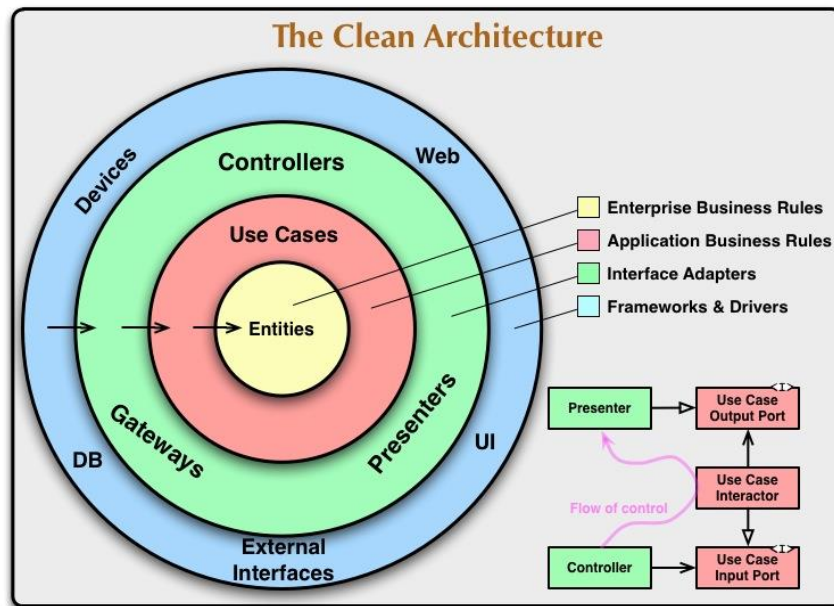 The Clean Architecture
Devices
Web
Controllers
Use Cases
Entities
Gateways
Presenters
DB
UI
External
Interfaces
Enterprise Business Rules
Application Business Rules
Interface Adapters
Frameworks & Drivers
Presenter
<I>
Use Case
Output Port
Use Case
Interactor
Flow of control
Controller
<I>
Use Case
Input Port